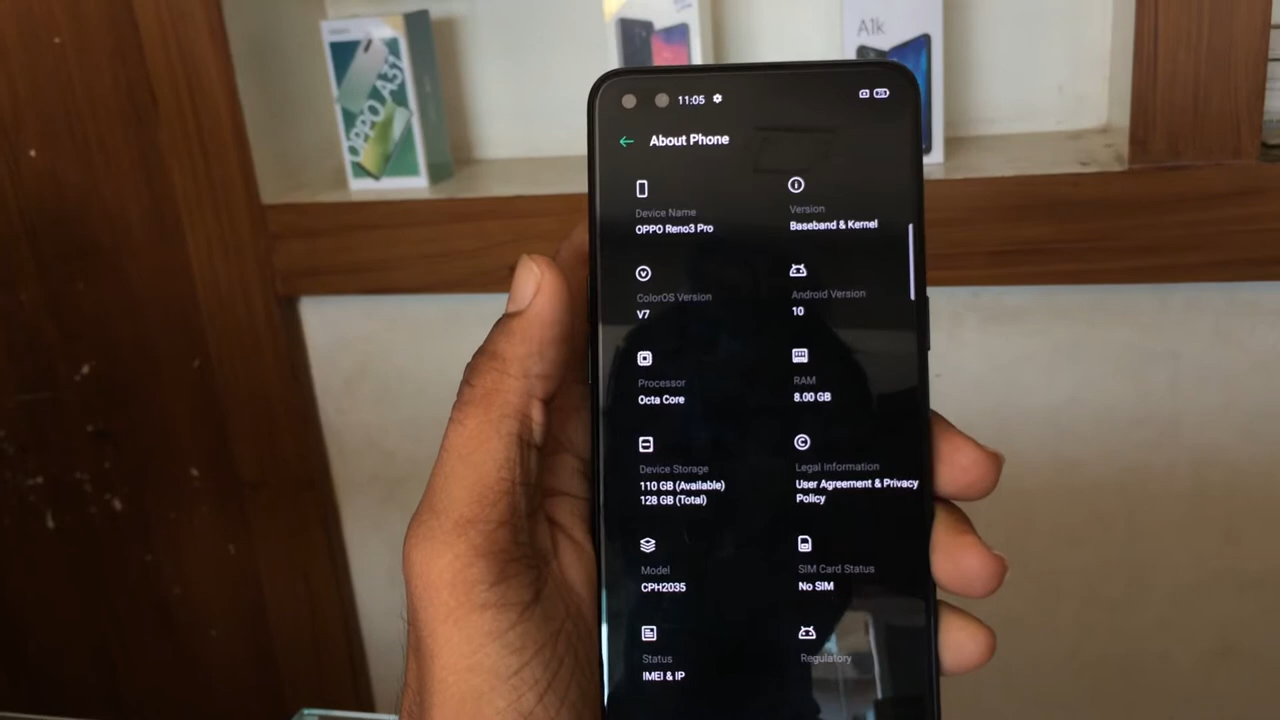 OPPO A31
A1k
11:05
75
About Phone
Device Name
OPPO Reno3 Pro
Version
Baseband & Kernel
ColorOS Version
V7
Android Version
10
Processor
Octa Core
RAM
8.00 GB
Device Storage
110 GB (Available)
128 GB (Total)
Legal Information
User Agreement & Privacy
Policy
Model
CPH2035
SIM Card Status
No SIM
Status
IMEI & IP
Regulatory